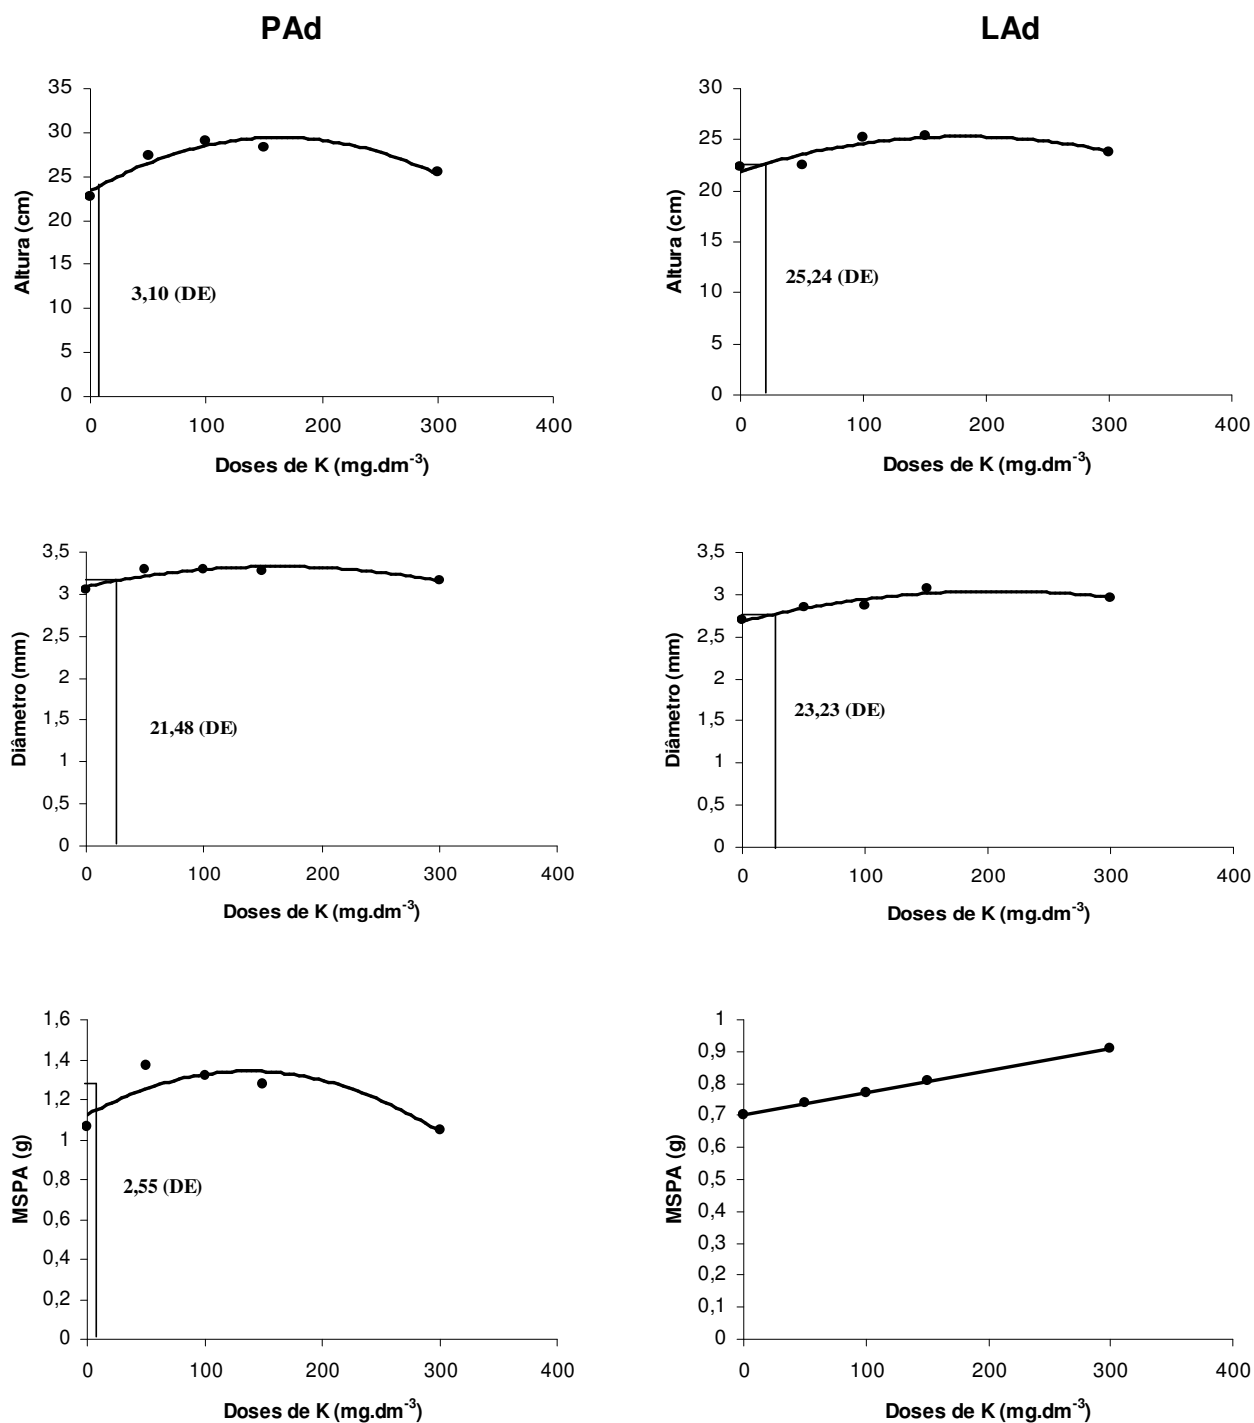 PAd
LAd
35
30
25
20
15
10
5
0
Altura (cm)
3,10 (DE)
0 100 200 300 400
Doses de K (mg.dm-3)
30
25
20
15
10
5
0
Altura (cm)
25,24 (DE)
0 100 200 300 400
Doses de K (mg.dm-3)
3,5
3
2,5
2
1,5
1
0,5
0
Diâmetro (mm)
21,48 (DE)
0 100 200 300 400
Doses de K (mg.dm-3)
3,5
3
2,5
2
1,5
1
0,5
0
Diâmetro (mm)
23,23 (DE)
0 100 200 300 400
Doses de K (mg.dm-3)
1,6
1,4
1,2
1
0,8
0,6
0,4
0,2
0
MSPA (g)
2,55 (DE)
0 100 200 300 400
Doses de K (mg.dm-3)
1
0,9
0,8
0,7
0,6
0,5
0,4
0,3
0,2
0,1
0
MSPA (g)
0 100 200 300 400
Doses de K (mg.dm-3)